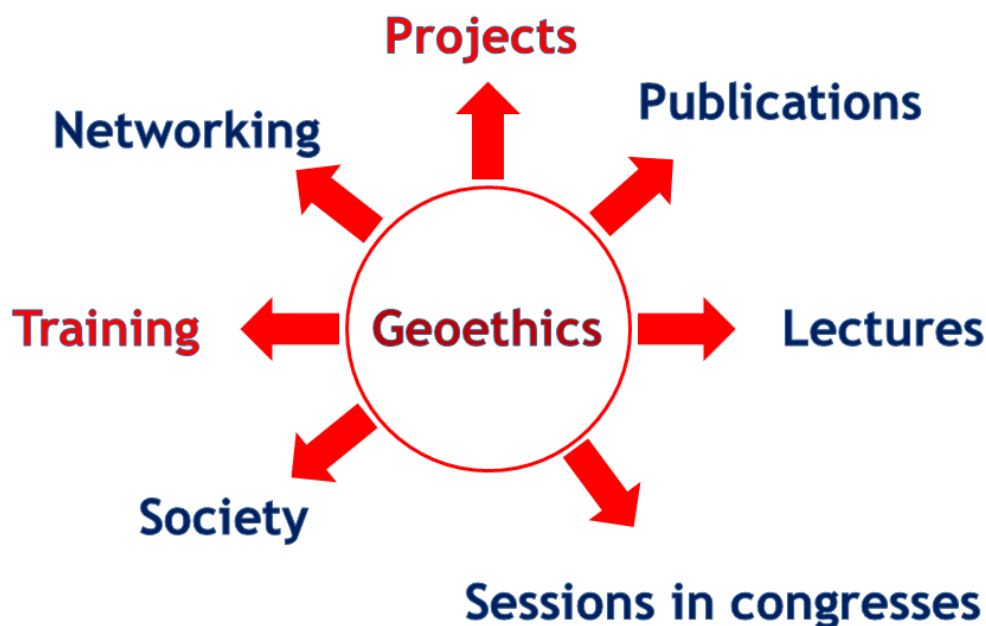 Projects
Publications
Networking
Training
Geoethics
Lectures
Society
Sessions in congresses